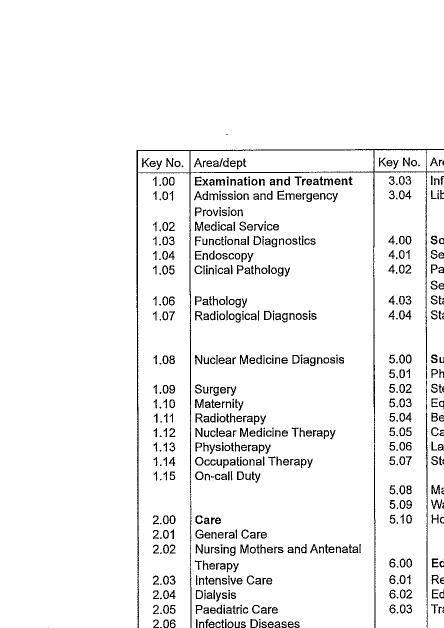 Key No. Area/dept Key No.
1.00 Examination and Treatment 3.03
1.01 Admission and Emergency 3.04
Provision
1.02 Medical Service
1.03 Functional Diagnostics 4.00
1.04 Endoscopy 4.01
1.05 Clinical Pathology 4.02
1.06 Pathology 4.03
1.07 Radiological Diagnosis 4.04
1.08 Nuclear Medicine Diagnosis 5.00
5.01
1.09 Surgery 5.02
1.10 Maternity 5.03
1.11 Radiotherapy 5.04
1.12 Nuclear Medicine Therapy 5.05
1.13 Physiotherapy 5.06
1.14 Occupational Therapy 5.07
1.15 On-call Duty
5.08
5.09
2.00 Care 5.10
2.01 General Care
2.02 Nursing Mothers and Antenatal
Therapy 6.00
2.03 Intensive Care 6.01
2.04 Dialysis 6.02
2.05 Paediatric Care 6.03
2.06 Infectious Diseases